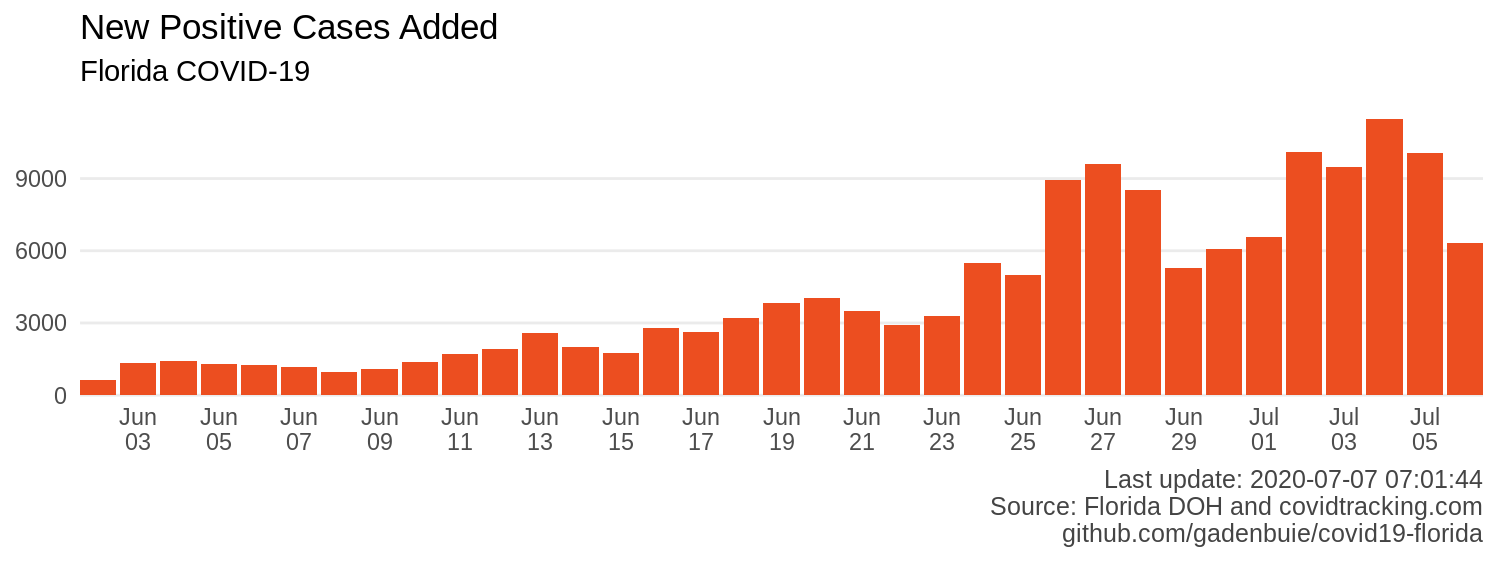 New Positive Cases Added
Florida COVID-19
9000
6000
3000
0
Jun Jun Jun Jun Jun Jun Jun Jun Jun Jun Jun Jun Jun Jun Jul Jul Jul
03 05 07 09 11 13 15 17 19 21 23 25 27 29 01 03 05
Last update: 2020-07-07 07:01:44
Source: Florida DOH and covidtracking.com
github.com/gadenbuie/covid19-florida